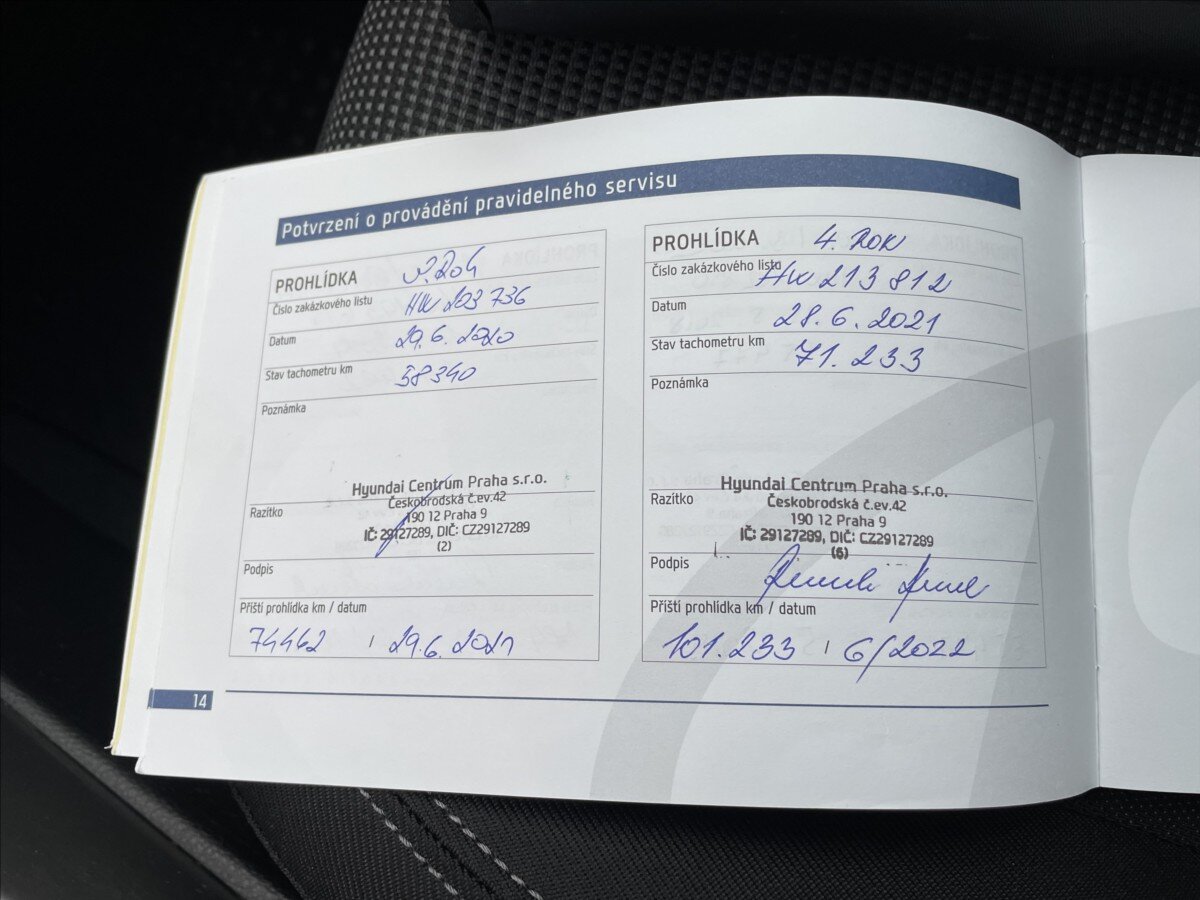 Potvrzení o provádění pravidelného servisu
PROHLÍDKA 3. Rok
Číslo zakázkového listu HW 203 736
Datum 29.6.2020
Stav tachometru km 58340
Poznámka
Hyundai Centrum Praha s.r.o.
Českobrodská č.ev.42
Razítko
190 12 Praha 9
IČ: 29127289, DIČ: CZ29127289
(2)
Podpis
Příští prohlídka km / datum
74462 / 29.6.2021
PROHLÍDKA 4. ROK
Číslo zakázkového listu HW 213 812
Datum 28.6.2021
Stav tachometru km 71.233
Poznámka
Hyundai Centrum Praha s.r.o.
Českobrodská č.ev.42
Razítko
190 12 Praha 9
IČ: 29127289, DIČ: CZ29127289
(6)
Podpis
Příští prohlídka km / datum
101.233 / 6/2022
14